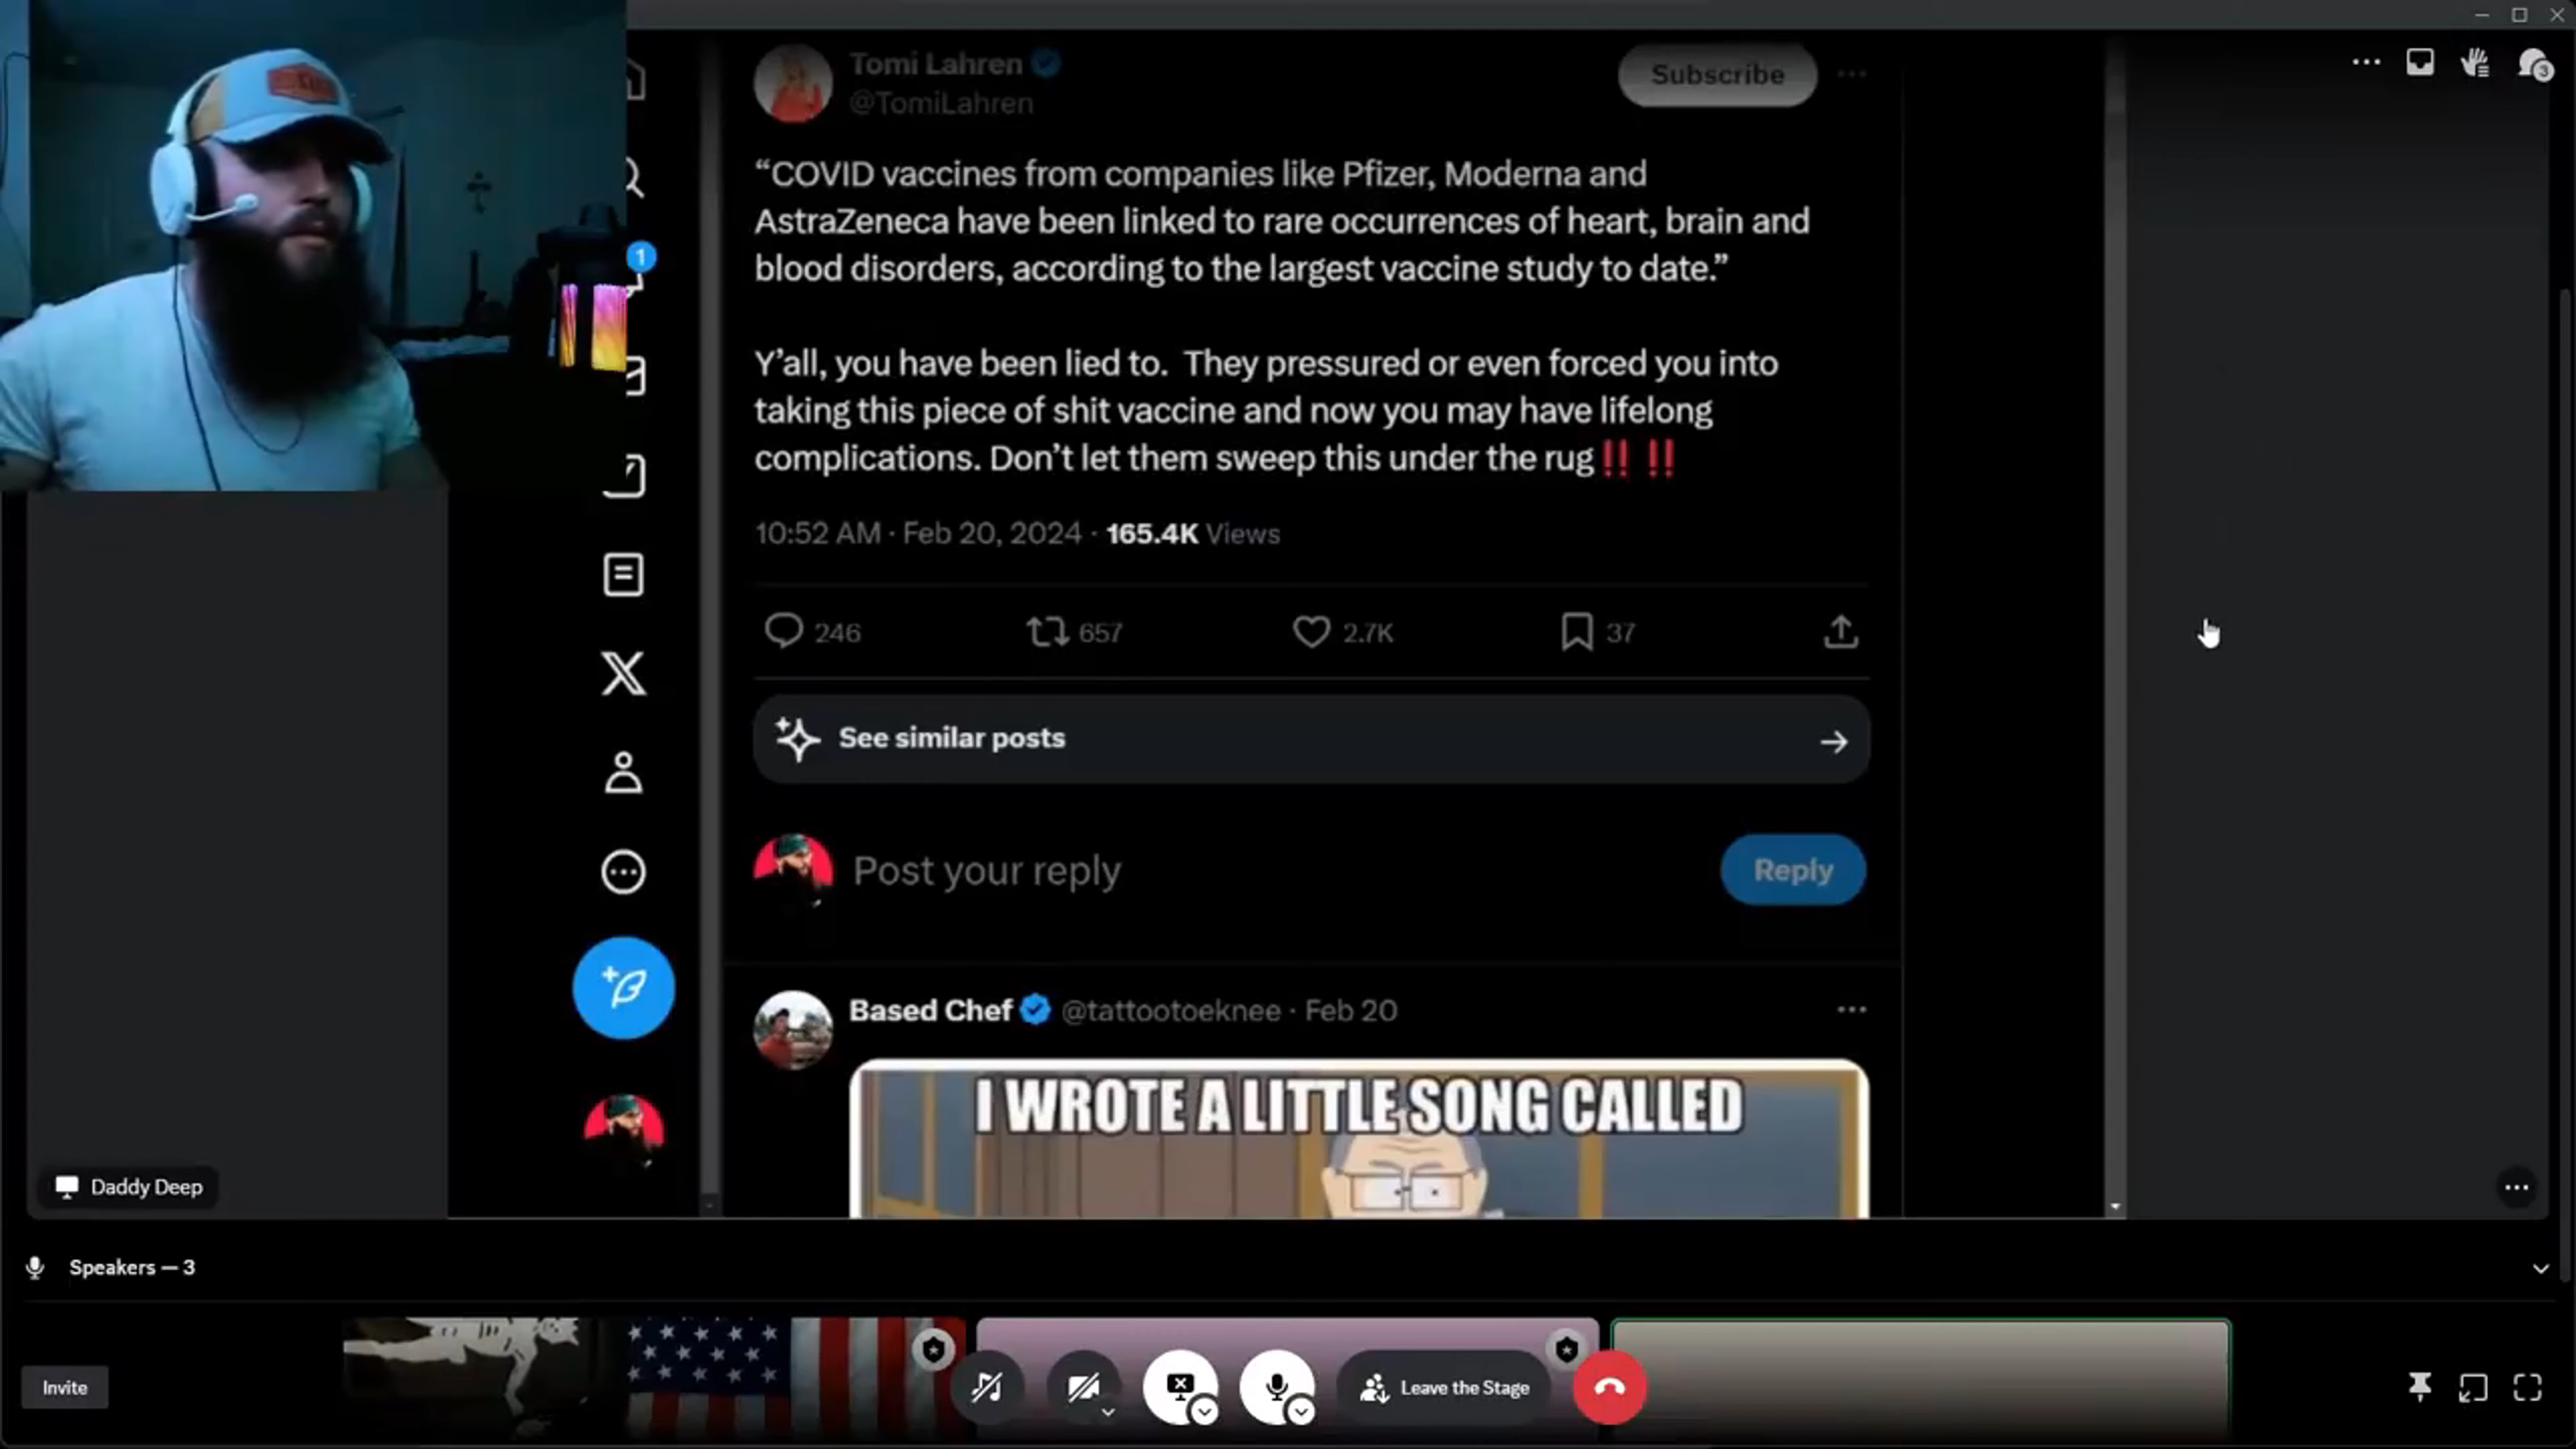 Tomi Lahren
@TomiLahren
Subscribe
“COVID vaccines from companies like Pfizer, Moderna and
AstraZeneca have been linked to rare occurrences of heart, brain and
blood disorders, according to the largest vaccine study to date.”
Y’all, you have been lied to.  They pressured or even forced you into
taking this piece of shit vaccine and now you may have lifelong
complications. Don’t let them sweep this under the rug‼️ ‼️
10:52 AM · Feb 20, 2024 · 165.4K Views
246
657
2.7K
37
See similar posts
Post your reply
Reply
Based Chef @tattootoeknee · Feb 20
I WROTE A LITTLE SONG CALLED
1
3
Daddy Deep
Speakers — 3
Invite
Leave the Stage